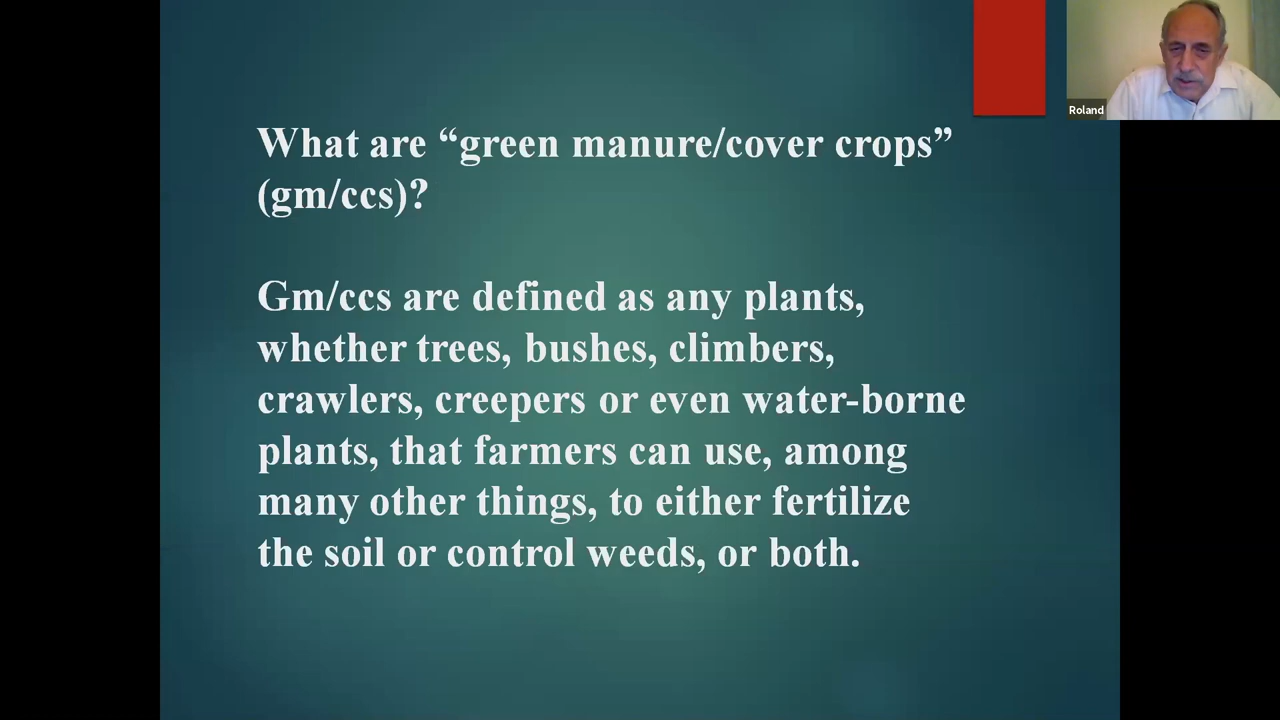 Roland
What are “green manure/cover crops”
(gm/ccs)?
Gm/ccs are defined as any plants,
whether trees, bushes, climbers,
crawlers, creepers or even water-borne
plants, that farmers can use, among
many other things, to either fertilize
the soil or control weeds, or both.